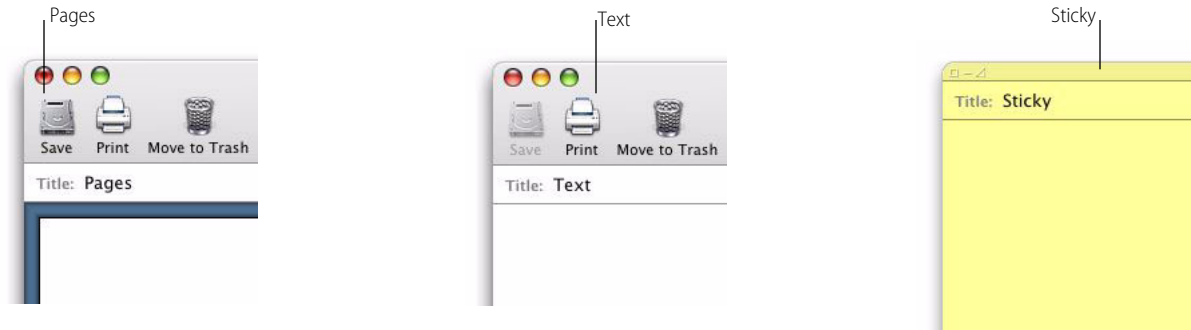 Pages
Save Print Move to Trash
Title: Pages
Text
Save Print Move to Trash
Title: Text
Sticky
Title: Sticky